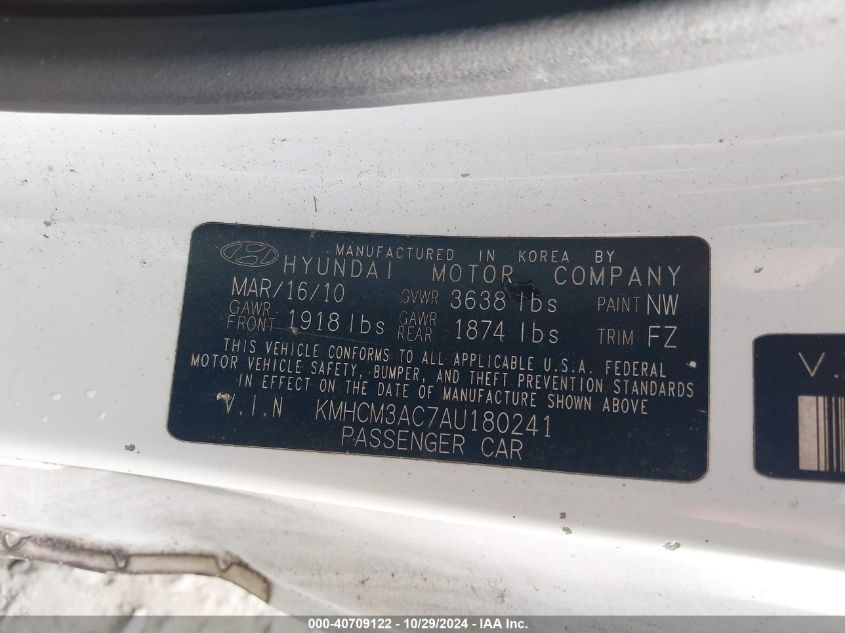 MANUFACTURED IN KOREA BY
HYUNDAI MOTOR COMPANY
MAR/16/10 GVWR 3638 lbs PAINT NW
GAWR FRONT 1918 lbs GAWR REAR 1874 lbs TRIM FZ
THIS VEHICLE CONFORMS TO ALL APPLICABLE U.S.A. FEDERAL
MOTOR VEHICLE SAFETY, BUMPER, AND THEFT PREVENTION STANDARDS
IN EFFECT ON THE DATE OF MANUFACTURE SHOWN ABOVE
V.I.N KMHCM3AC7AU180241
PASSENGER CAR
V.
000-40709122 - 10/29/2024 - IAA Inc.